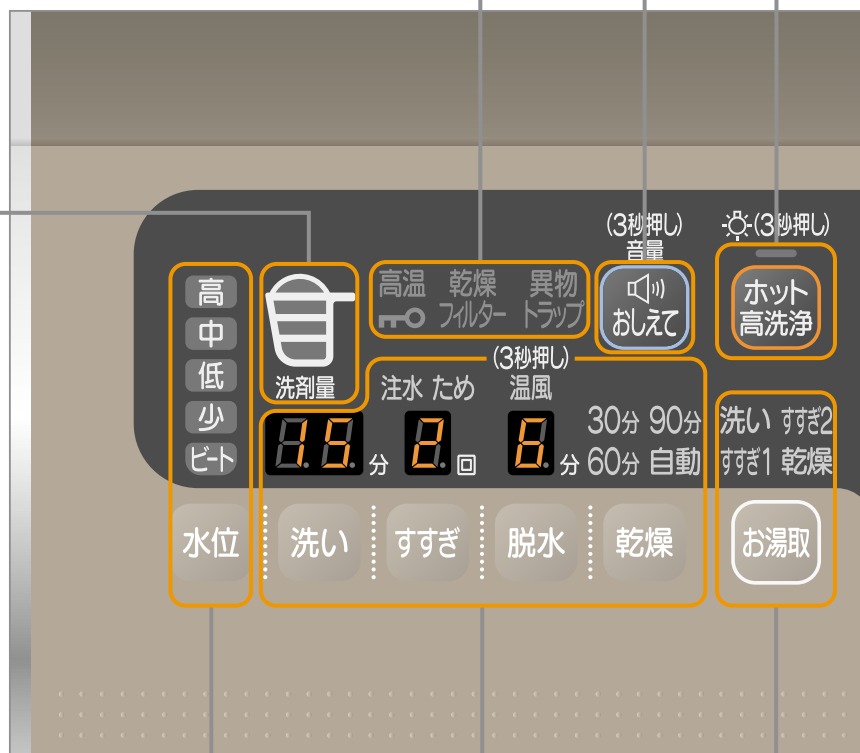 (3秒押し)
音量
(3秒押し)
高
中
低
少
ビート
洗剤量
高温 乾燥 異物
フィルター トラップ
おしえて
ホット
高洗浄
(3秒押し)
注水 ため 温風
15分 2回 6分
30分 90分
60分 自動
洗い すすぎ2
すすぎ1 乾燥
水位 洗い すすぎ 脱水 乾燥 お湯取